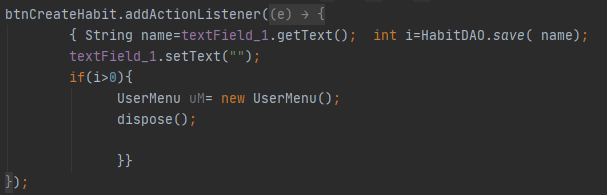 btnCreateHabit.addActionListener((e) → {
{ String name=textField_1.getText();  int i=HabitDAO.save( name);
textField_1.setText("");
if(i>0){
UserMenu uM= new UserMenu();
dispose();
}}
});